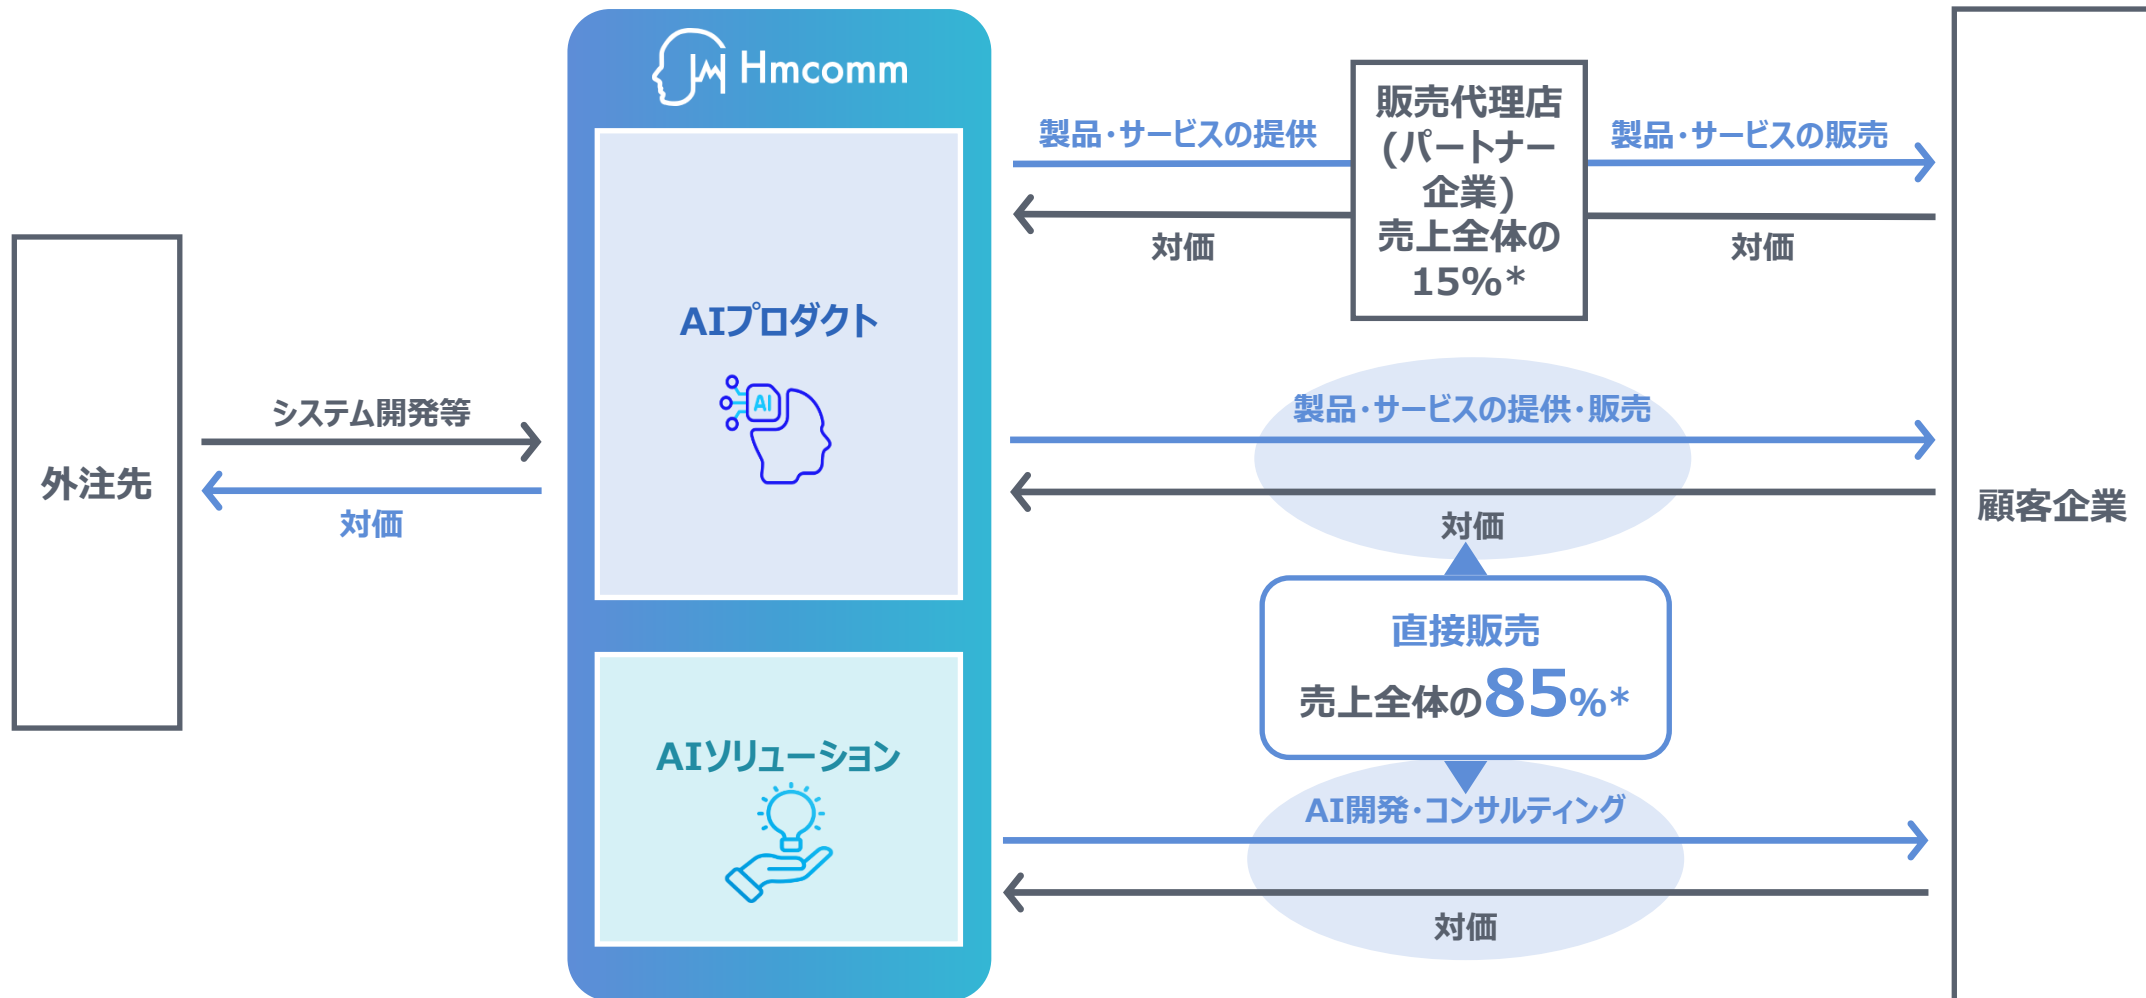 Hmcomm
外注先
システム開発等
対価
AIプロダクト
AI
AIソリューション
製品・サービスの提供
対価
販売代理店
(パートナー
企業)
売上全体の
15%*
製品・サービスの販売
対価
製品・サービスの提供・販売
対価
直接販売
売上全体の85%*
AI開発・コンサルティング
対価
顧客企業